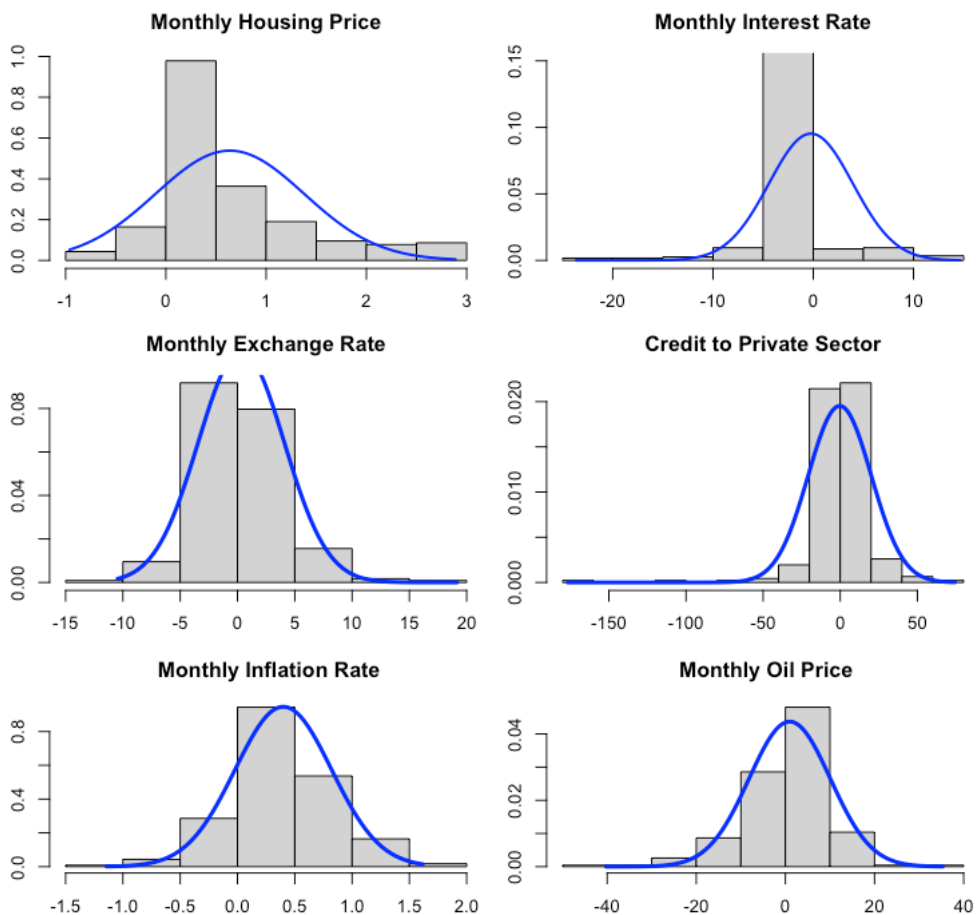 Monthly Housing Price
0.0 0.2 0.4 0.6 0.8 1.0
-1 0 1 2 3
Monthly Interest Rate
0.00 0.05 0.15
-20 -10 0 10
Monthly Exchange Rate
0.00 0.04 0.08
-15 -10 -5 0 5 10 15 20
Credit to Private Sector
0.000 0.010 0.020
-150 -100 -50 0 50
Monthly Inflation Rate
0.0 0.4 0.8
-1.5 -1.0 -0.5 0.0 0.5 1.0 1.5 2.0
Monthly Oil Price
0.00 0.02 0.04
-40 -20 0 20 40